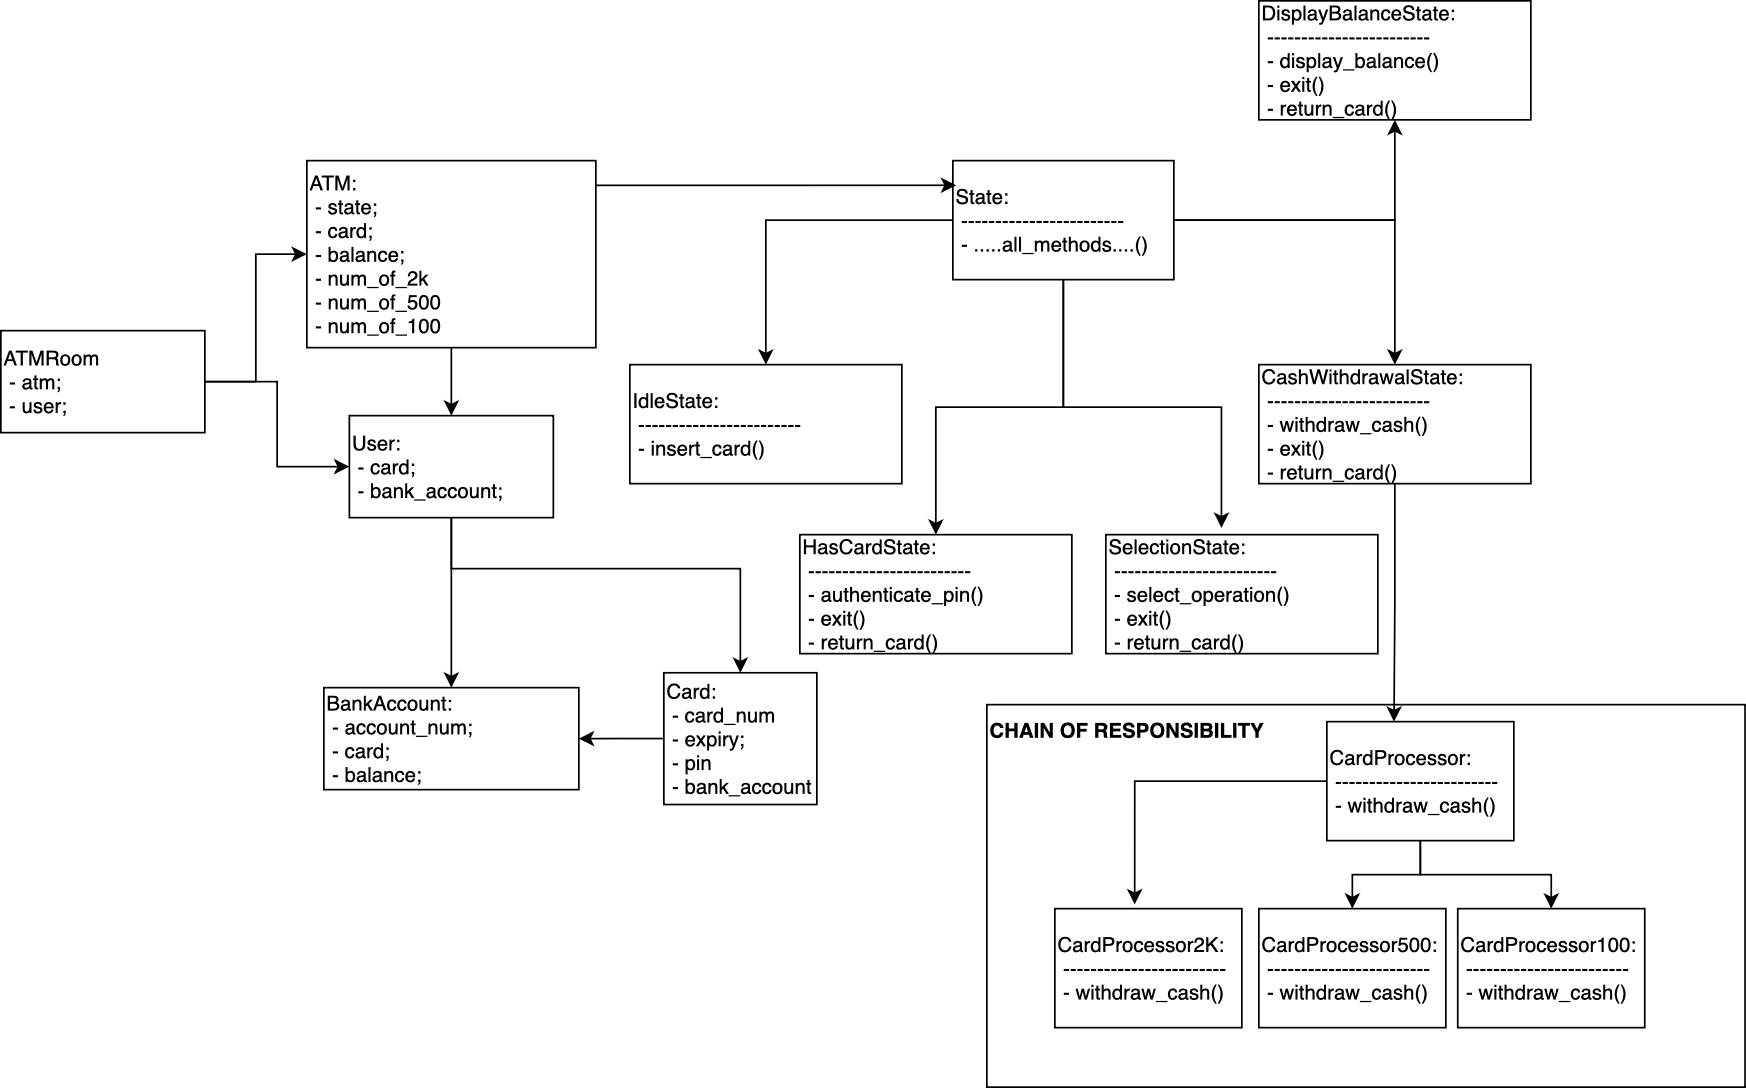 DisplayBalanceState:
------------------------
- display_balance()
- exit()
- return_card()
ATM:
- state;
- card;
- balance;
- num_of_2k
- num_of_500
- num_of_100
State:
------------------------
- .....all_methods....()
ATMRoom
- atm;
- user;
User:
- card;
- bank_account;
IdleState:
------------------------
- insert_card()
CashWithdrawalState:
------------------------
- withdraw_cash()
- exit()
- return_card()
HasCardState:
------------------------
- authenticate_pin()
- exit()
- return_card()
SelectionState:
------------------------
- select_operation()
- exit()
- return_card()
BankAccount:
- account_num;
- card;
- balance;
Card:
- card_num
- expiry;
- pin
- bank_account
CHAIN OF RESPONSIBILITY
CardProcessor:
------------------------
- withdraw_cash()
CardProcessor2K:
------------------------
- withdraw_cash()
CardProcessor500:
------------------------
- withdraw_cash()
CardProcessor100:
------------------------
- withdraw_cash()